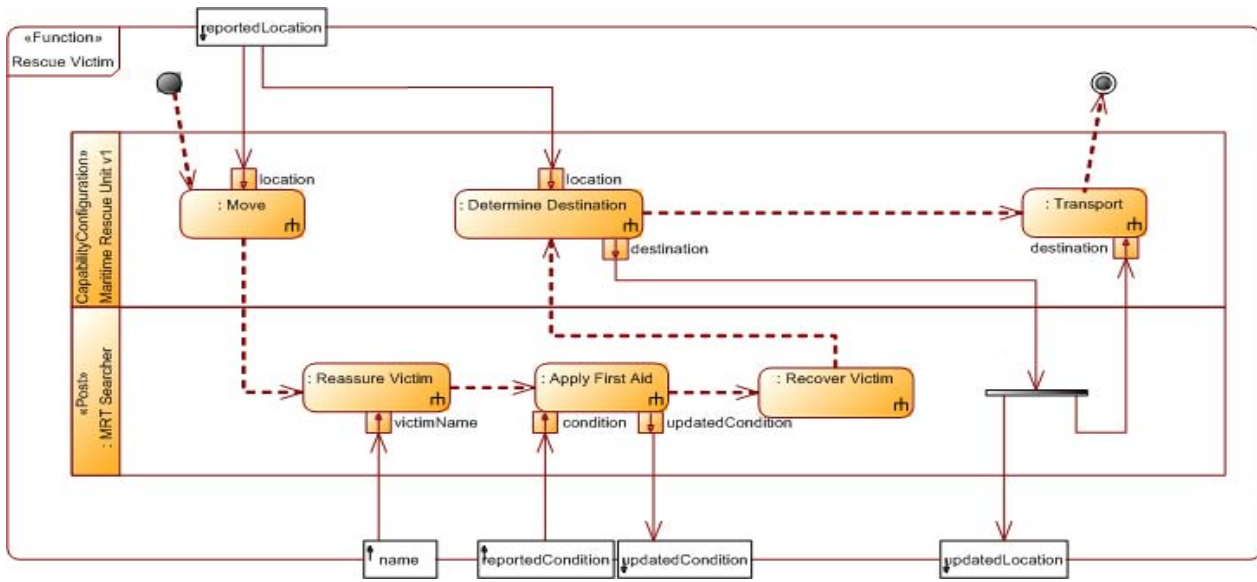 reportedLocation
«Function»
Rescue Victim
«CapabilityConfiguration»
Maritime Rescue Unit v1
location
: Move
location
: Determine Destination
destination
: Transport
destination
«Post»
: MRT Searcher
: Reassure Victim
victimName
: Apply First Aid
condition
updatedCondition
: Recover Victim
name
reportedCondition
updatedCondition
updatedLocation